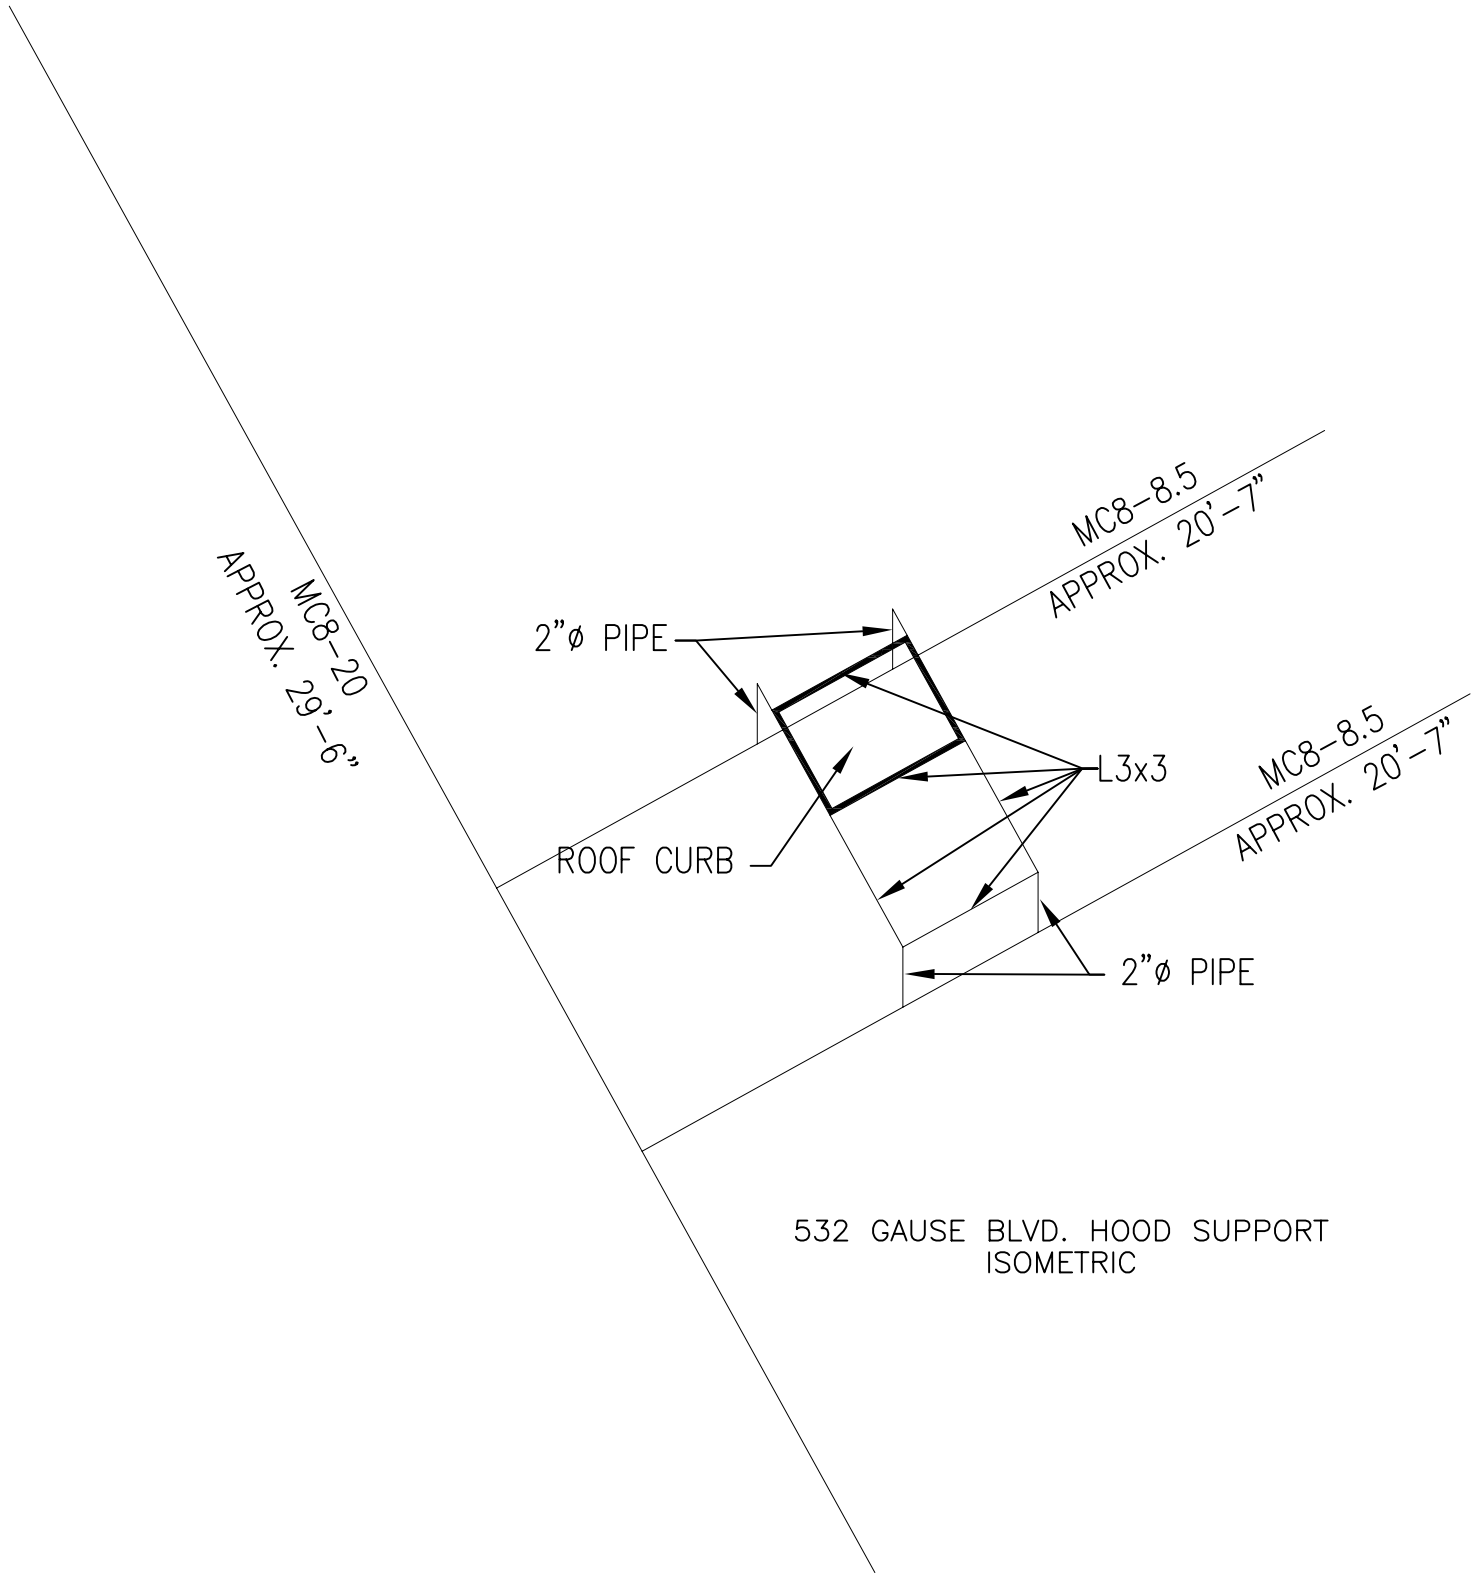 MC8-8.5
APPROX. 20'-7"
MC8-20
APPROX. 29'-6"
2"ø PIPE
MC8-8.5
APPROX. 20'-7"
L3x3
ROOF CURB
2"ø PIPE
532 GAUSE BLVD. HOOD SUPPORT
ISOMETRIC